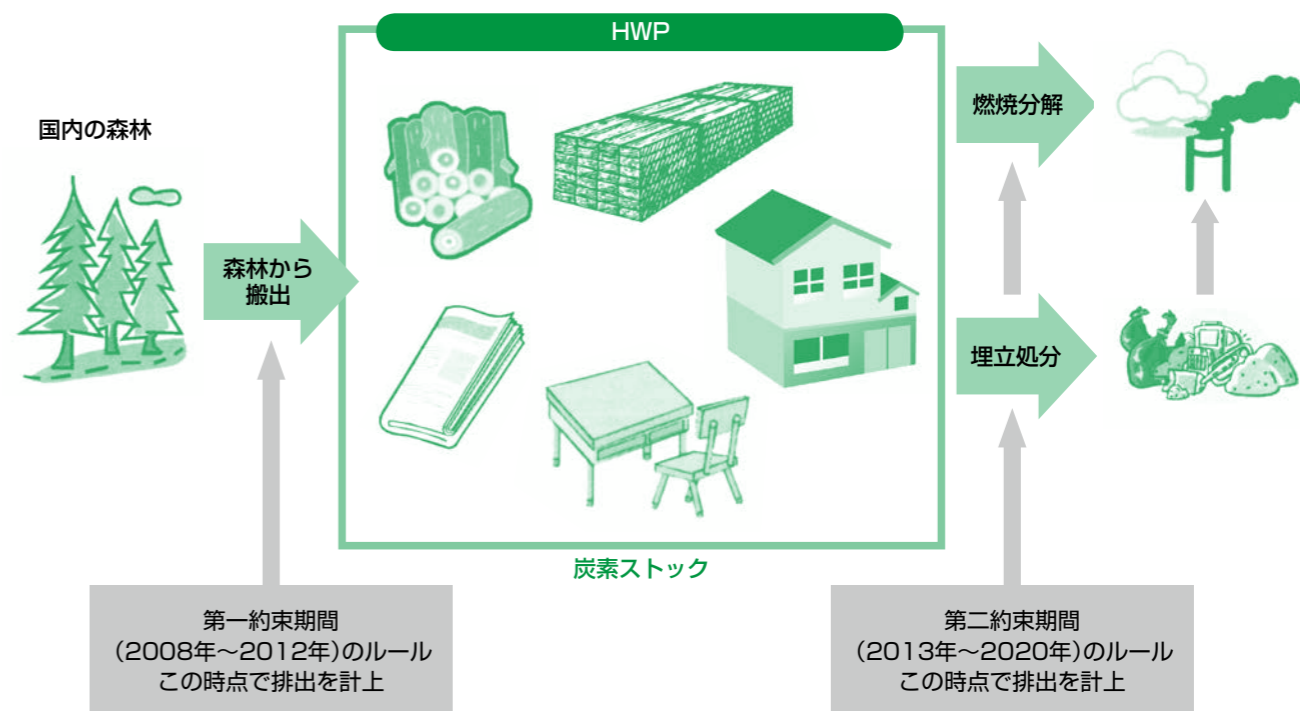 HWP
国内の森林
森林から
搬出
燃焼分解
埋立処分
炭素ストック
第一約束期間
（2008年～2012年）のルール
この時点で排出を計上
第二約束期間
（2013年～2020年）のルール
この時点で排出を計上